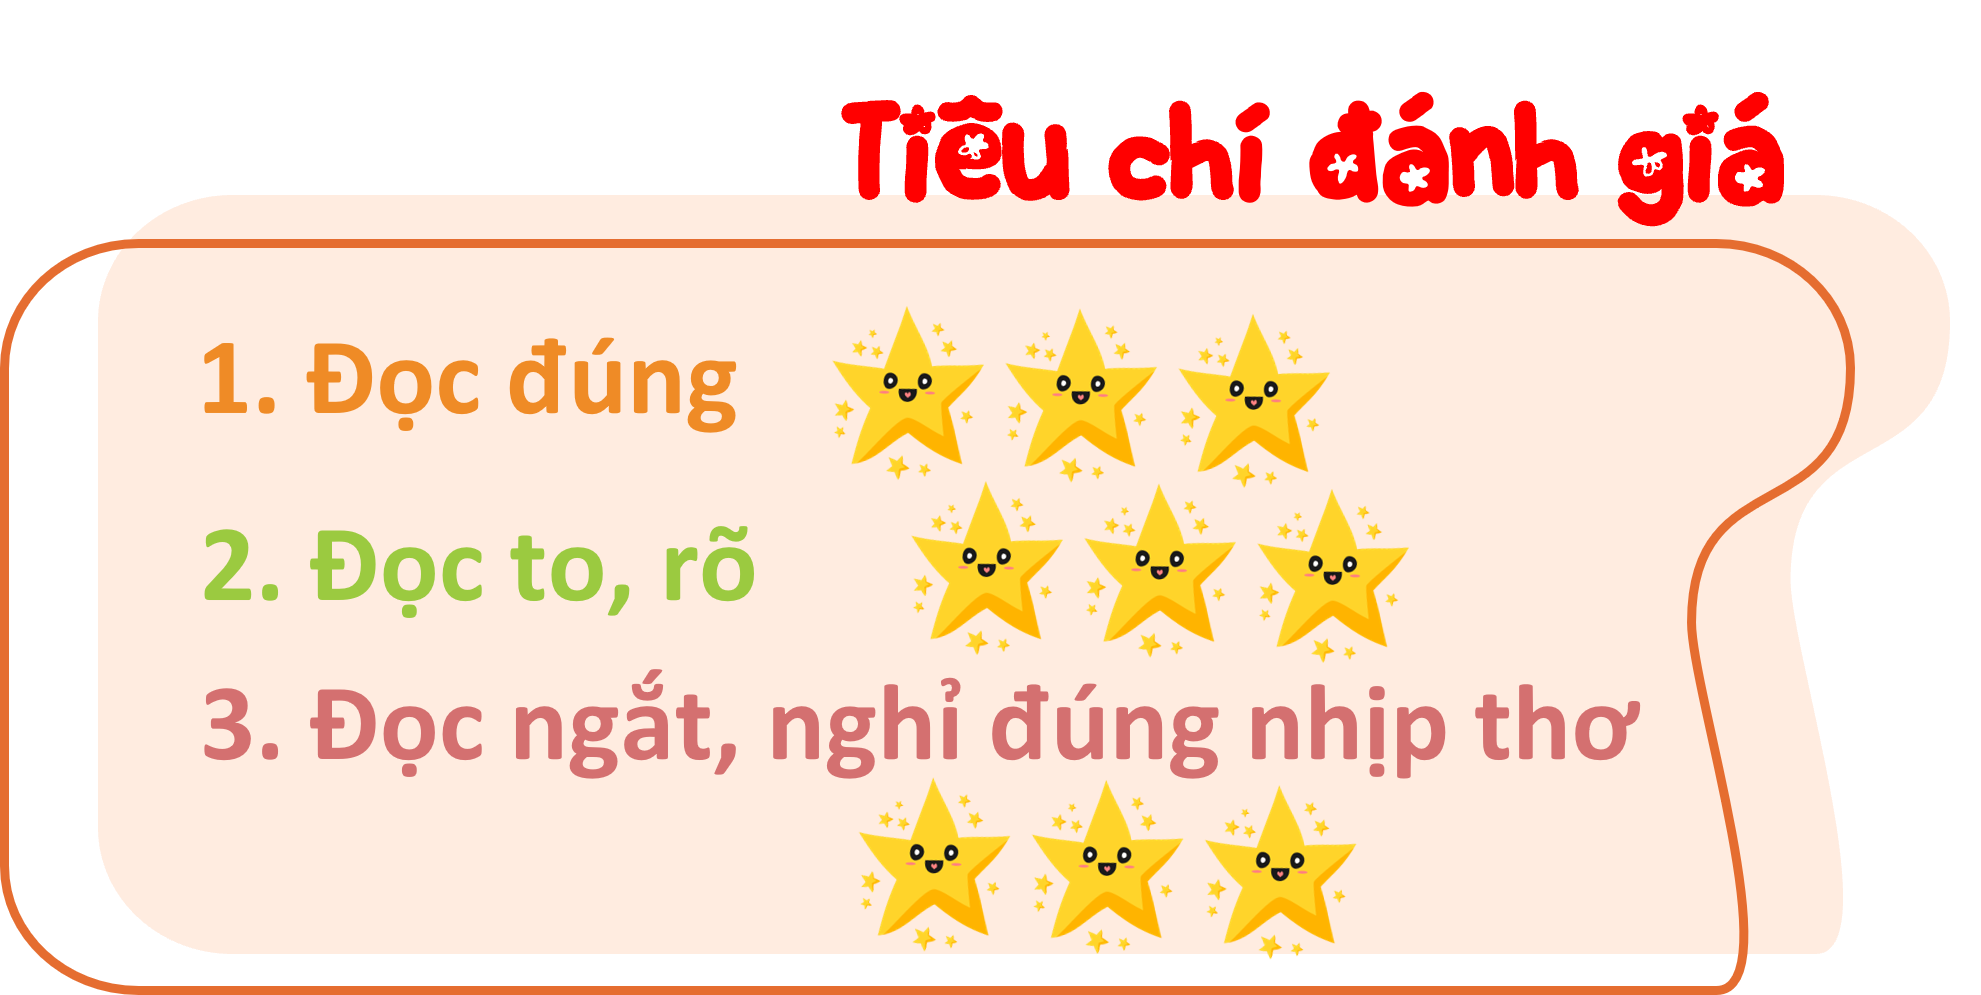 Tiêu chí đánh giá
1. Đọc đúng
2. Đọc to, rõ
3. Đọc ngắt, nghỉ đúng nhịp thơ